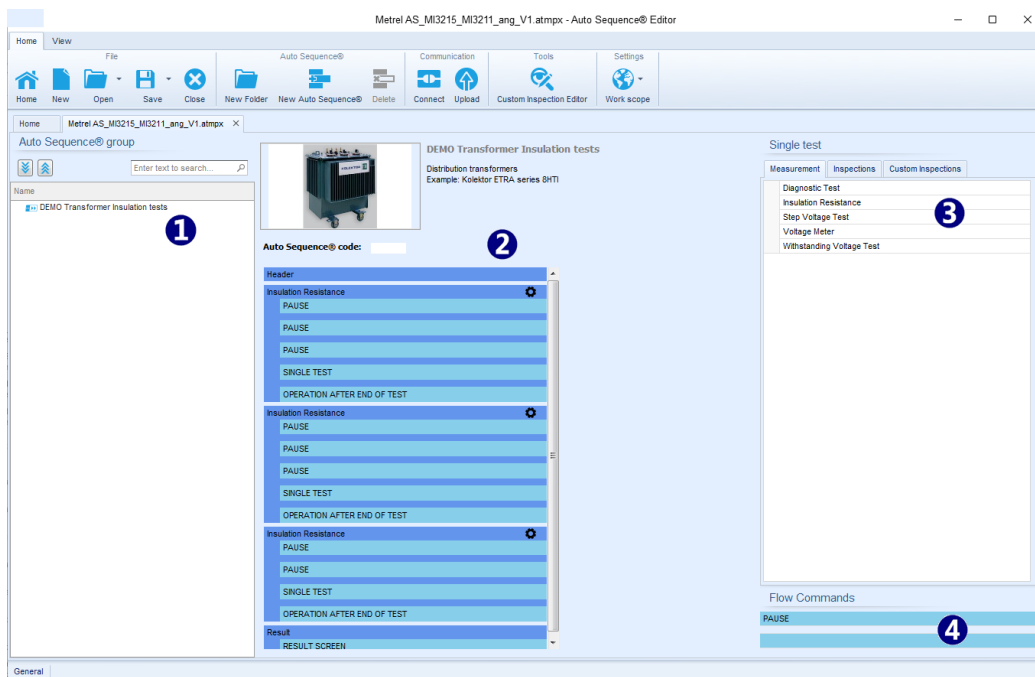 Metrel AS_MI3215_MI3211_ang_V1.atmpx - Auto Sequence® Editor
Home View
File Auto Sequence® Communication Tools Settings
Home New Open Save Close New Folder New Auto Sequence® Delete Connect Upload Custom Inspection Editor Work scope
Home Metrel AS_MI3215_MI3211_ang_V1.atmpx
Auto Sequence® group
Enter text to search...
Name
DEMO Transformer Insulation tests
1
DEMO Transformer Insulation tests
Distribution transformers
Example: Kolektor ETRA series 8HTI
KOLEKTOR
Auto Sequence® code:
2
Header
Insulation Resistance
PAUSE
PAUSE
PAUSE
SINGLE TEST
OPERATION AFTER END OF TEST
Insulation Resistance
PAUSE
PAUSE
PAUSE
SINGLE TEST
OPERATION AFTER END OF TEST
Insulation Resistance
PAUSE
PAUSE
SINGLE TEST
OPERATION AFTER END OF TEST
Result
RESULT SCREEN
Single test
Measurement Inspections Custom Inspections
Diagnostic Test
Insulation Resistance
Step Voltage Test
Voltage Meter
Withstanding Voltage Test
3
Flow Commands
PAUSE
4
General